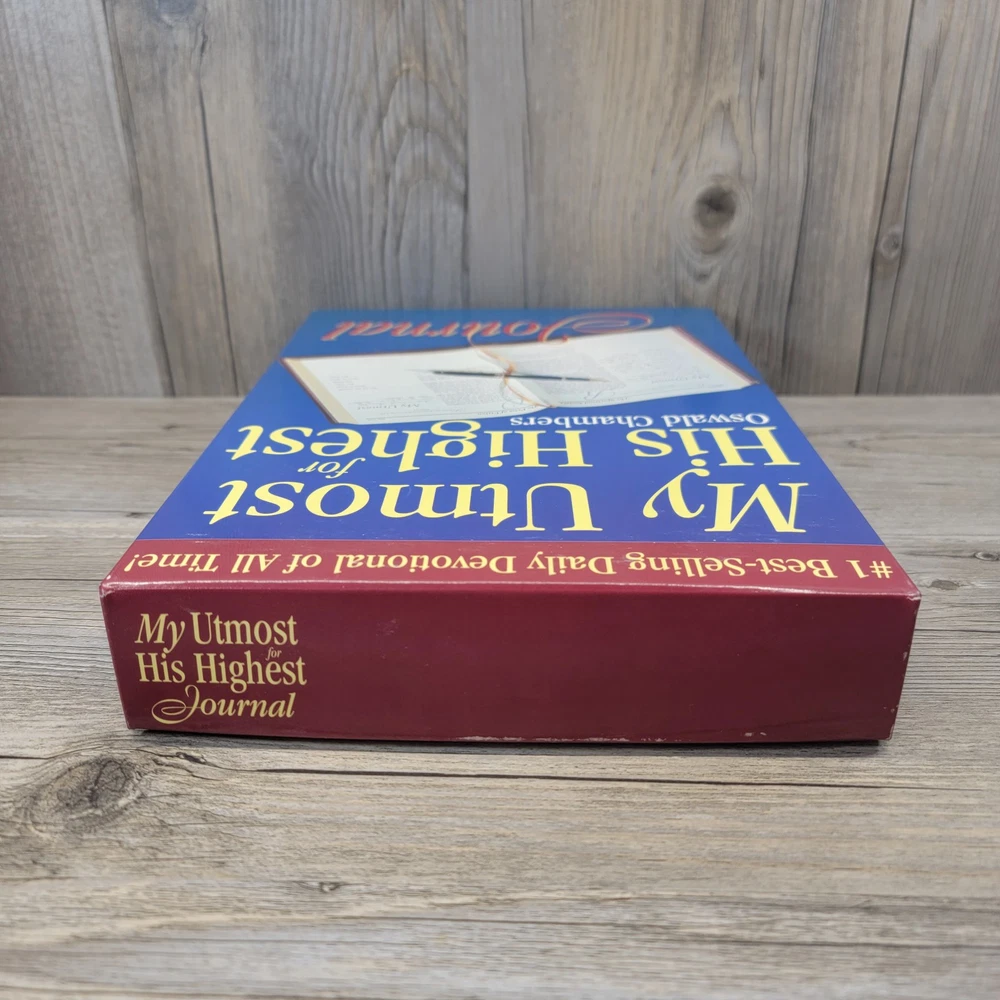 #1 Best-Selling Daily Devotional of All Time!
My Utmost
for
His Highest
Oswald Chambers
Journal
My Utmost
for
His Highest
Journal